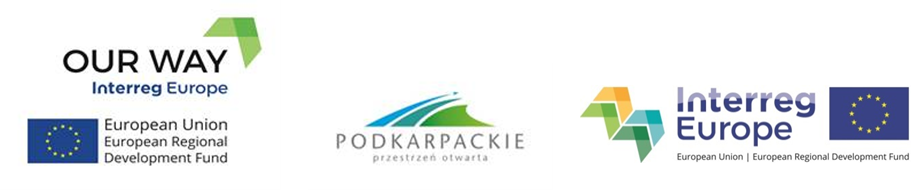 OUR WAY
Interreg Europe
European Union
European Regional
Development Fund
PODKARPACKIE
przestrzeń otwarta
Interreg
Europe
European Union | European Regional Development Fund